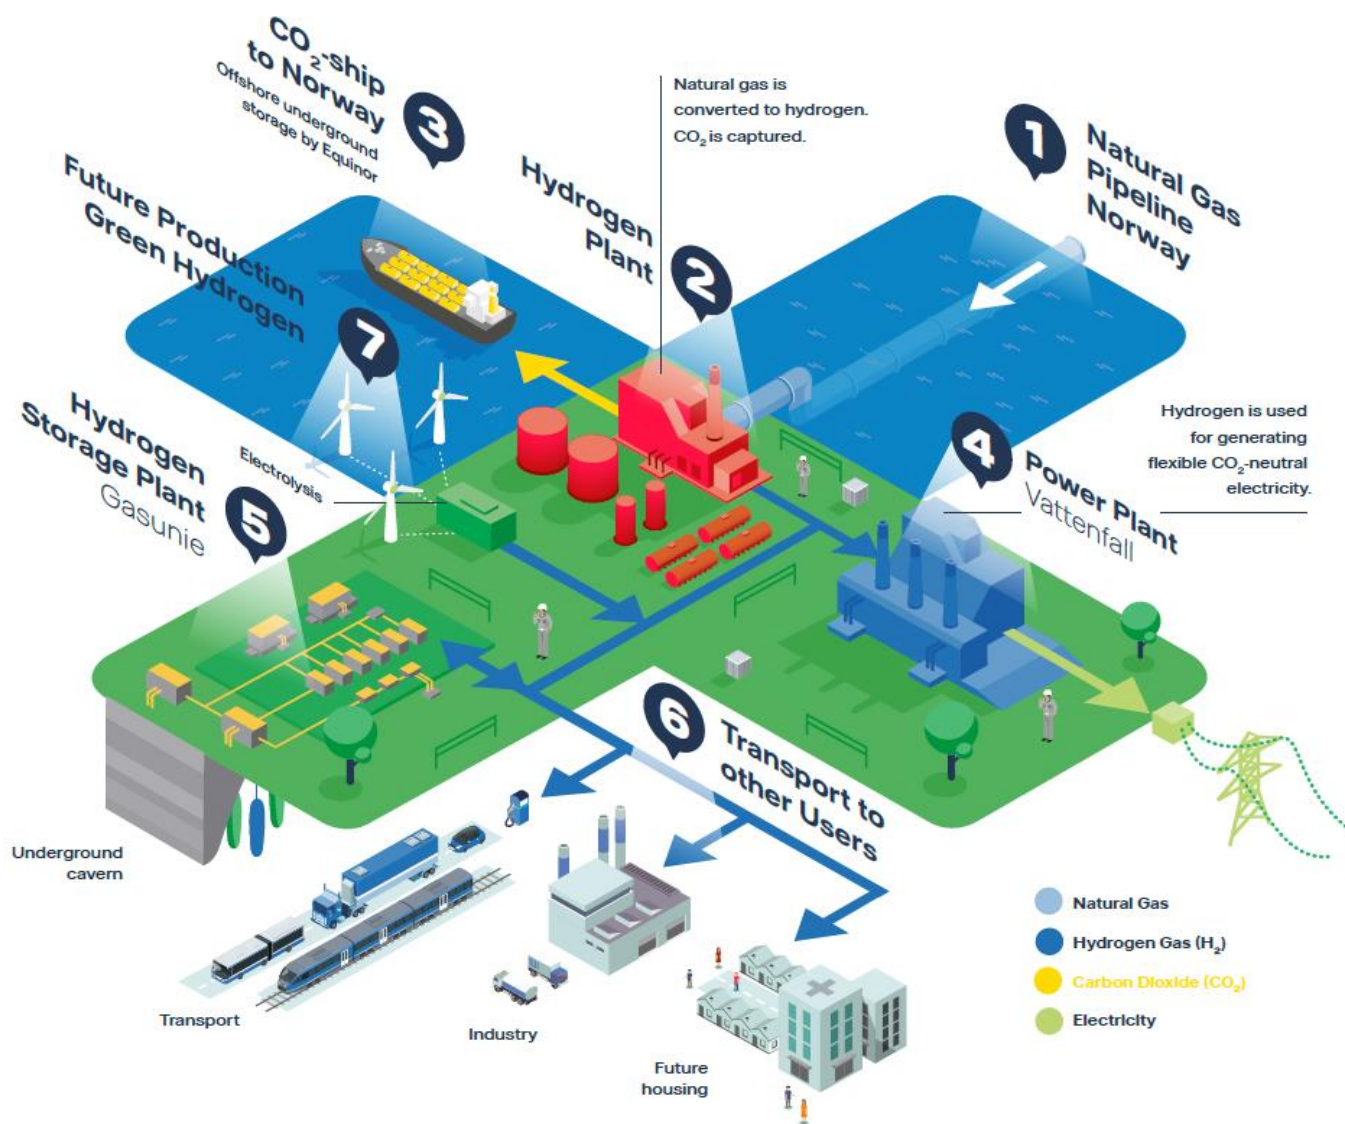 CO₂-ship
to Norway
Offshore underground
storage by Equinor
3
Natural gas is
converted to hydrogen.
CO₂ is captured.
1
Natural Gas
Pipeline
Norway
Hydrogen
Plant
2
Future Production
Green Hydrogen
7
Hydrogen
Storage Plant
Gasunie
5
Electrolysis
4
Power Plant
Vattenfall
Hydrogen is used
for generating
flexible CO₂-neutral
electricity.
6
Transport to
other Users
Underground
cavern
Transport
Industry
Future
housing
Natural Gas
Hydrogen Gas (H₂)
Carbon Dioxide (CO₂)
Electricity